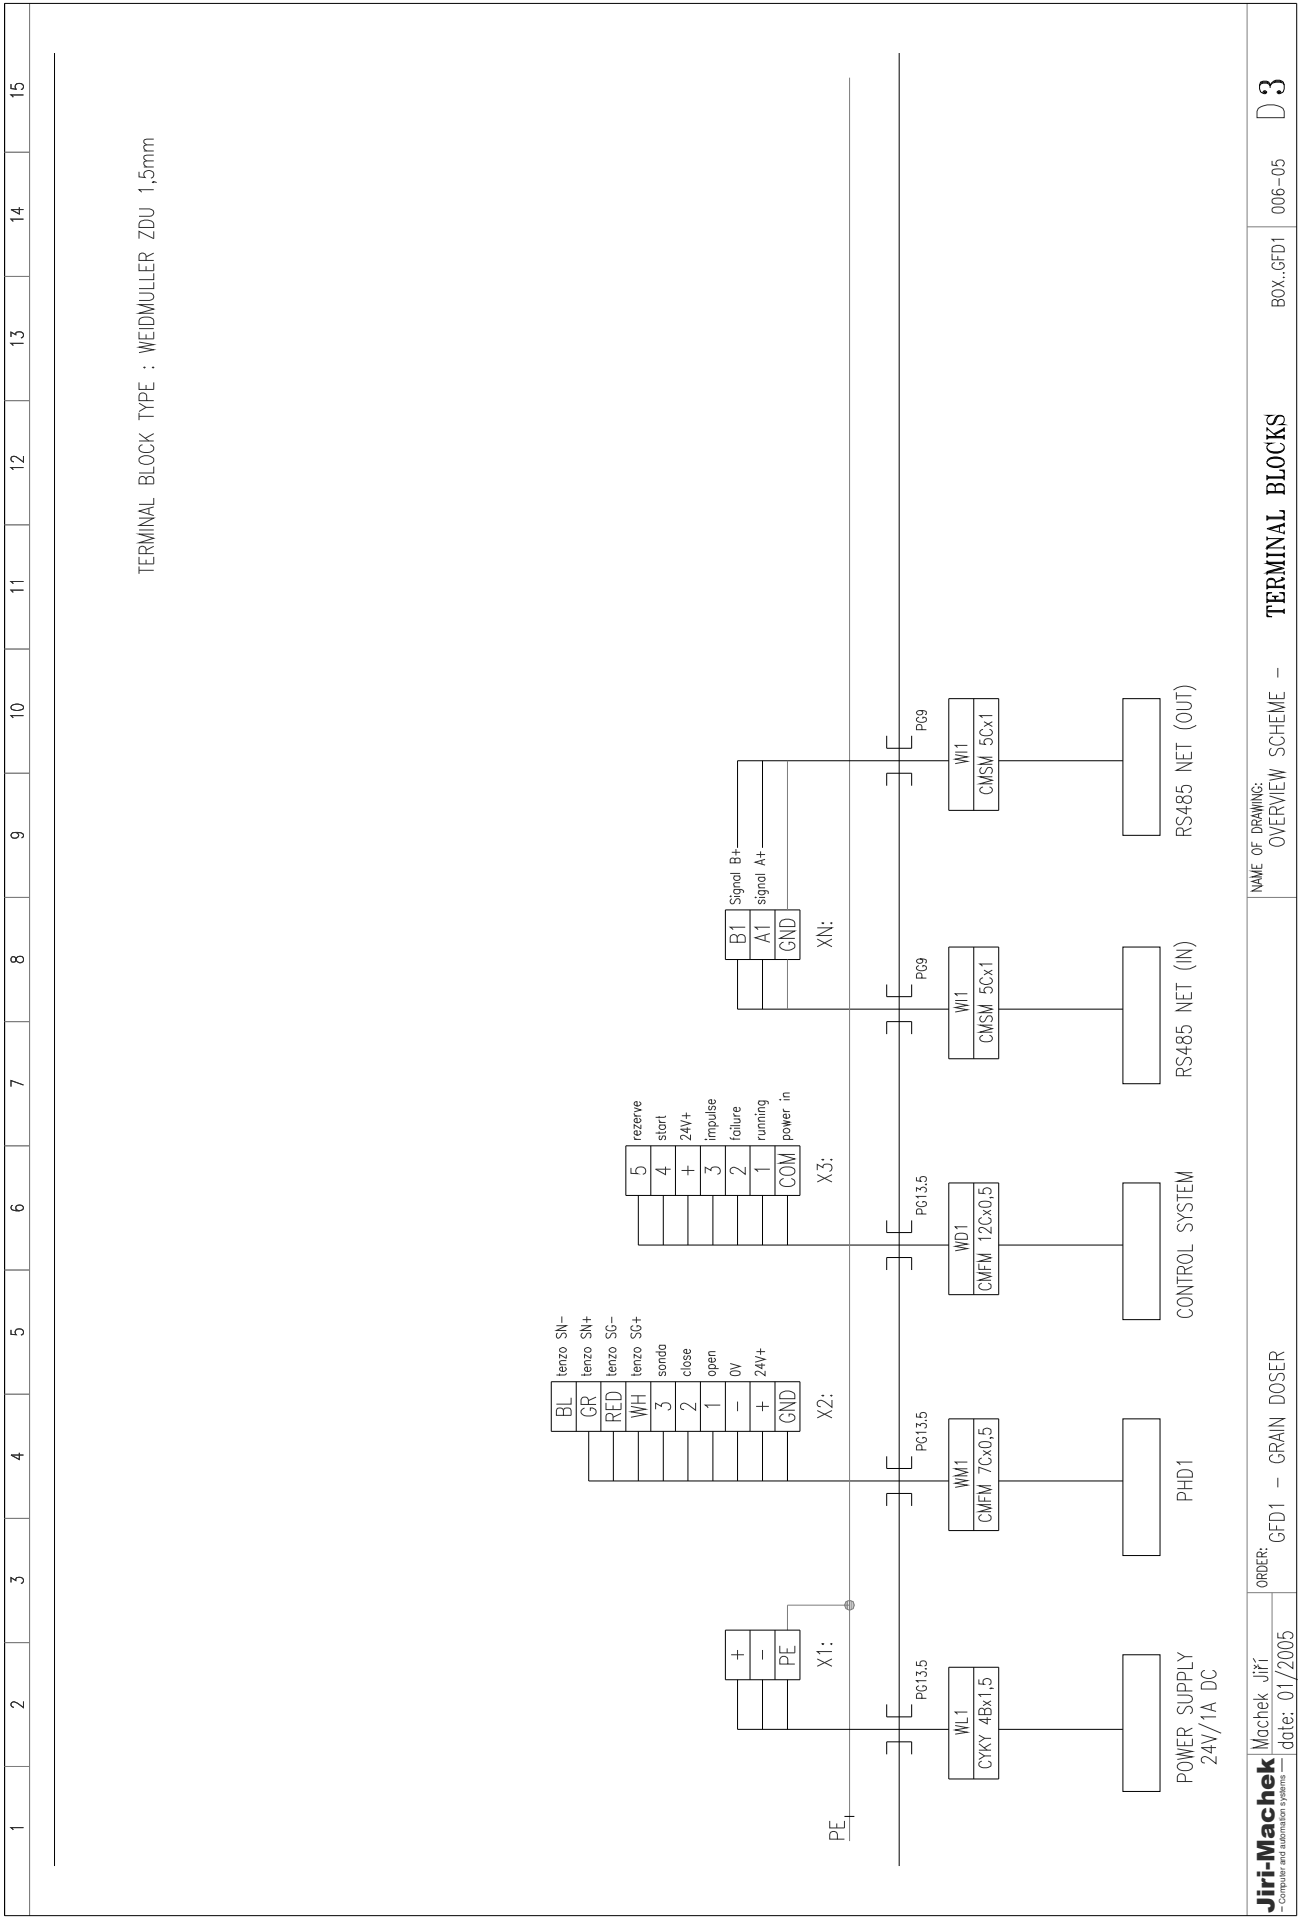 1 2 3 4 5 6 7 8 9 10 11 12 13 14 15
TERMINAL BLOCK TYPE : WEIDMULLER ZDU 1,5mm
PE
+
-
PE
X1:
PG13.5
WL1
CYKY 4Bx1,5
POWER SUPPLY
24V/1A DC
BL tenzo SN-
GR tenzo SN+
RED tenzo SG-
WH tenzo SG+
3 sonda
2 close
1 open
- 0V
+ 24V+
GND
X2:
PG13.5
WM1
CMFM 7Cx0,5
PHD1
5 rezerve
4 start
+ 24V+
3 impulse
2 failure
1 running
COM power in
X3:
PG13.5
WD1
CMFM 12Cx0,5
CONTROL SYSTEM
B1 Signal B+
A1 signal A+
GND
XN:
PG9
WI1
CMSM 5Cx1
RS485 NET (IN)
PG9
WI1
CMSM 5Cx1
RS485 NET (OUT)
Jiri-Machek
- Computer and automation systems -
Machek Jiří
date: 01/2005
ORDER:
GFD1 - GRAIN DOSER
NAME OF DRAWING:
OVERVIEW SCHEME - TERMINAL BLOCKS
BOX..GFD1
006-05
D 3